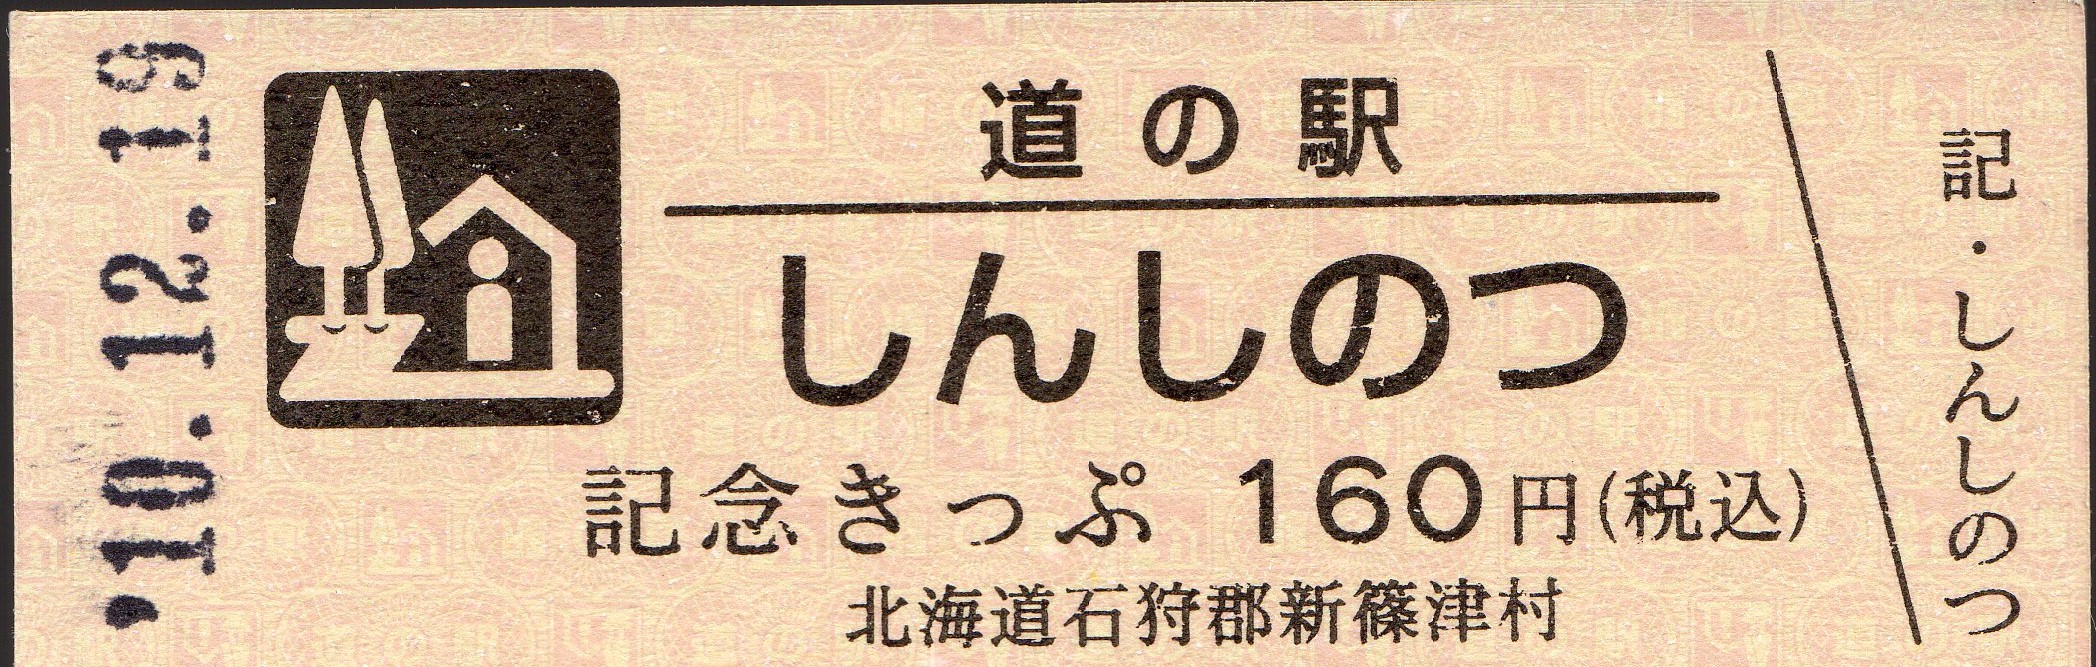 '10.12.19
道の駅
しんしのつ
記念きっぷ 160円(税込)
北海道石狩郡新篠津村
記・しんしのつ